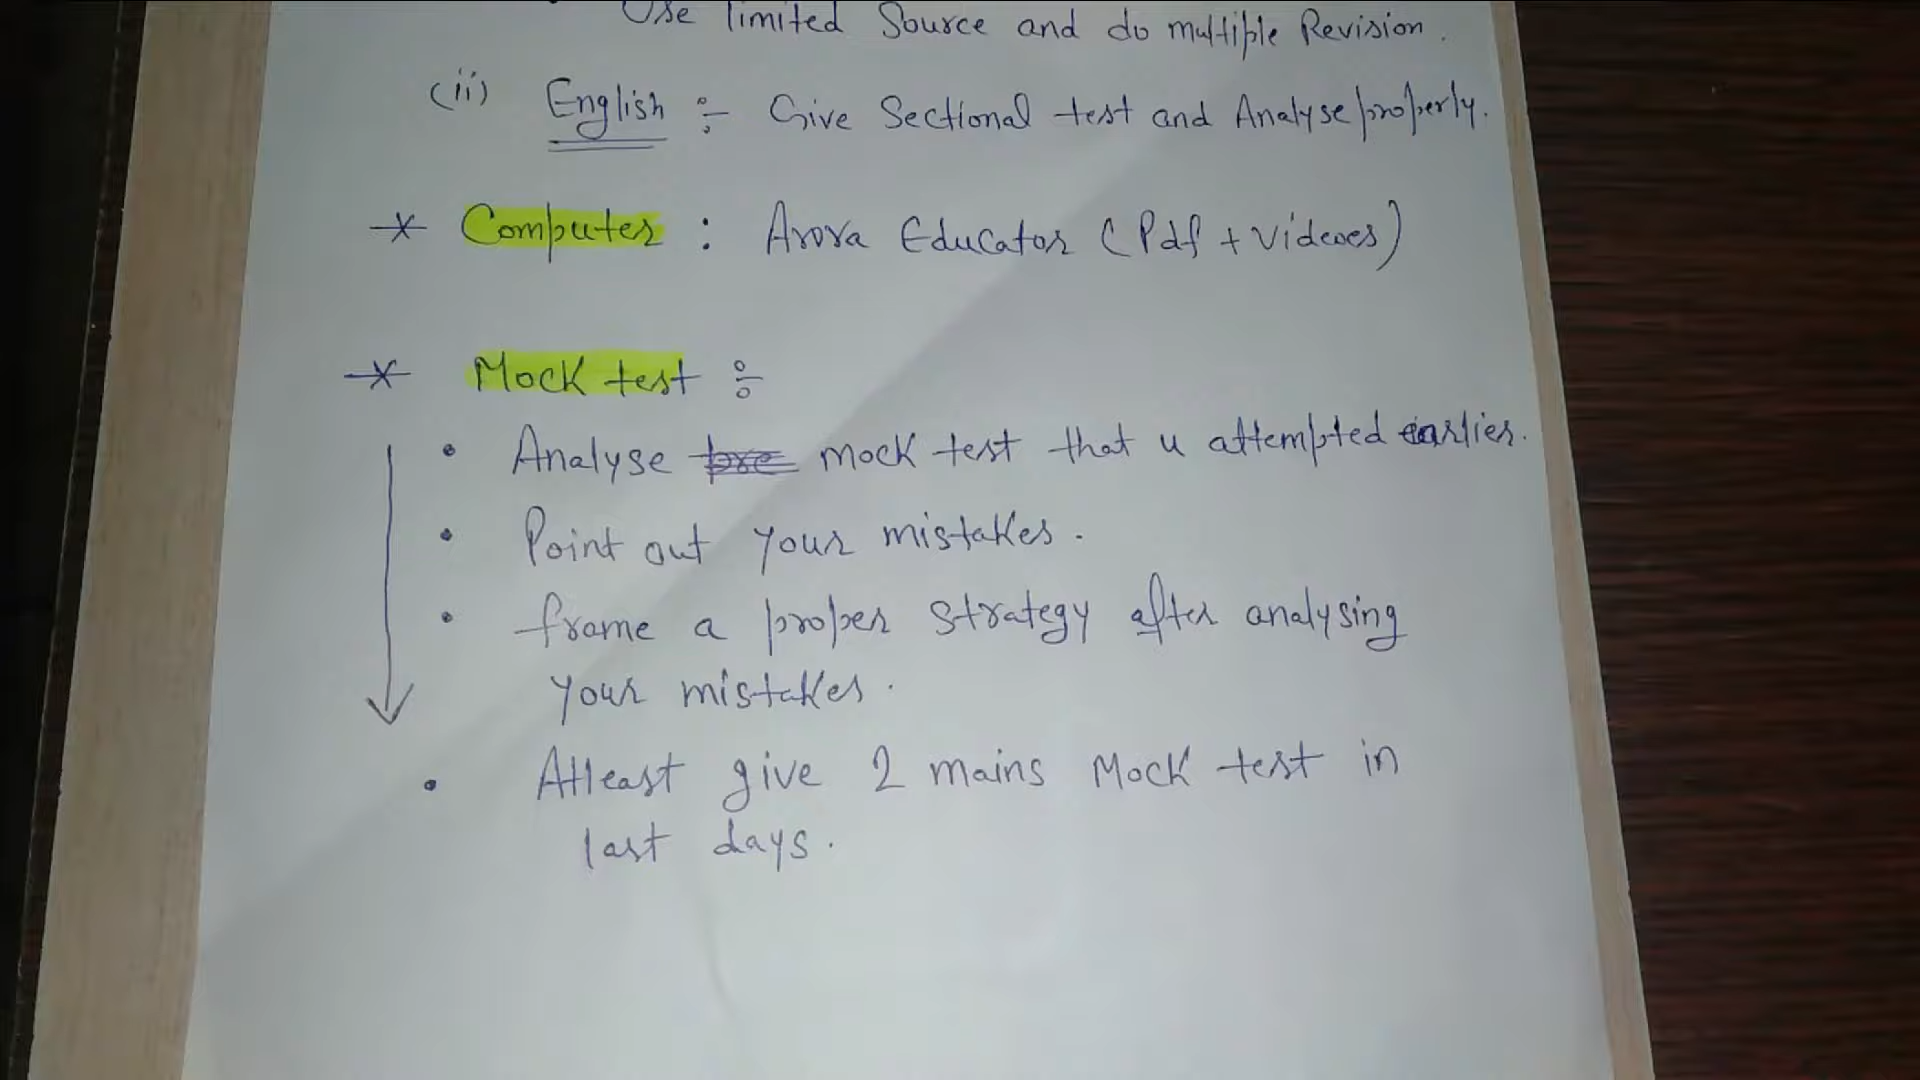 Use limited Source and do multiple Revision.
(ii) English ÷ Give Sectional test and Analyse properly.
* Computer : Arora Educator (Pdf + Videoes)
* Mock test ÷
• Analyse mock test that u attempted earlier.
• Point out your mistakes.
• frame a proper strategy after analysing
your mistakes.
• Atleast give 2 mains Mock test in
last days.